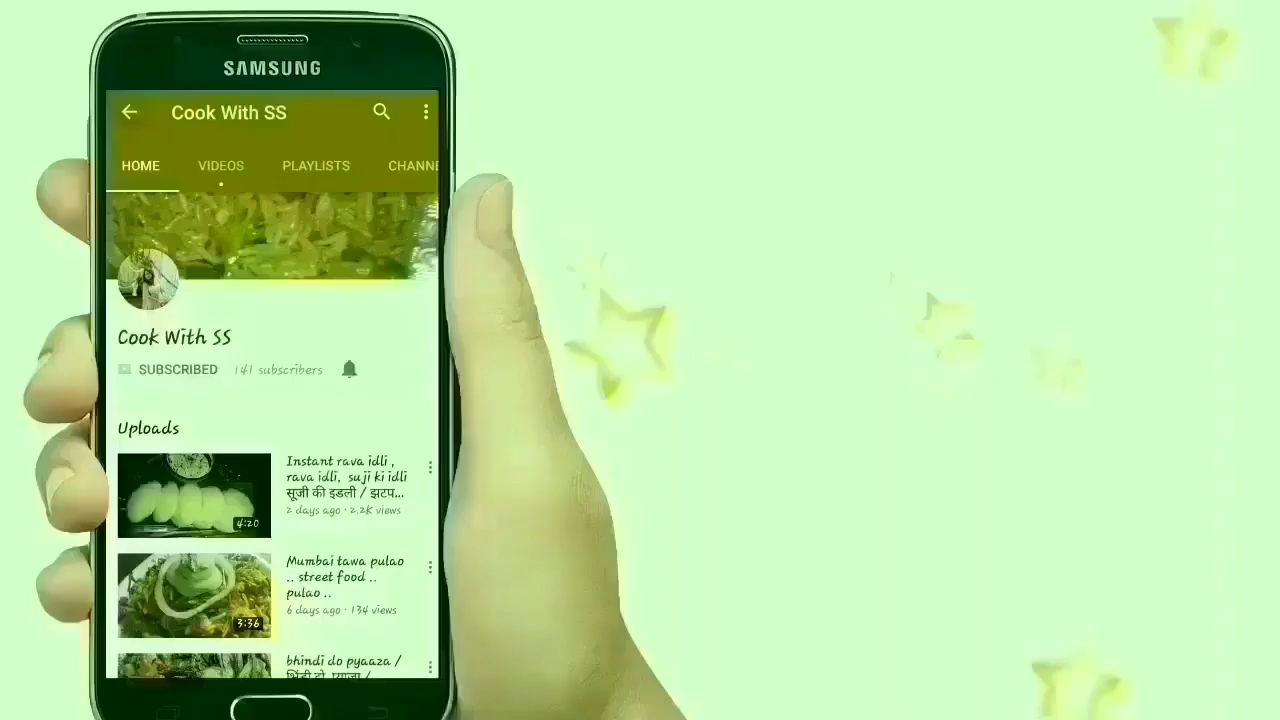 SAMSUNG
Cook With SS
HOME VIDEOS PLAYLISTS CHANNE
Cook With SS
SUBSCRIBED 141 subscribers
Uploads
Instant rava idli ,
rava idli, suji ki idli
सूजी की इडली / झटप...
2 days ago · 2.2K views
4:20
Mumbai tawa pulao
.. street food ..
pulao ..
6 days ago · 134 views
3:36
bhindi do pyaaza /
भिंडी दो प्याज़ा /